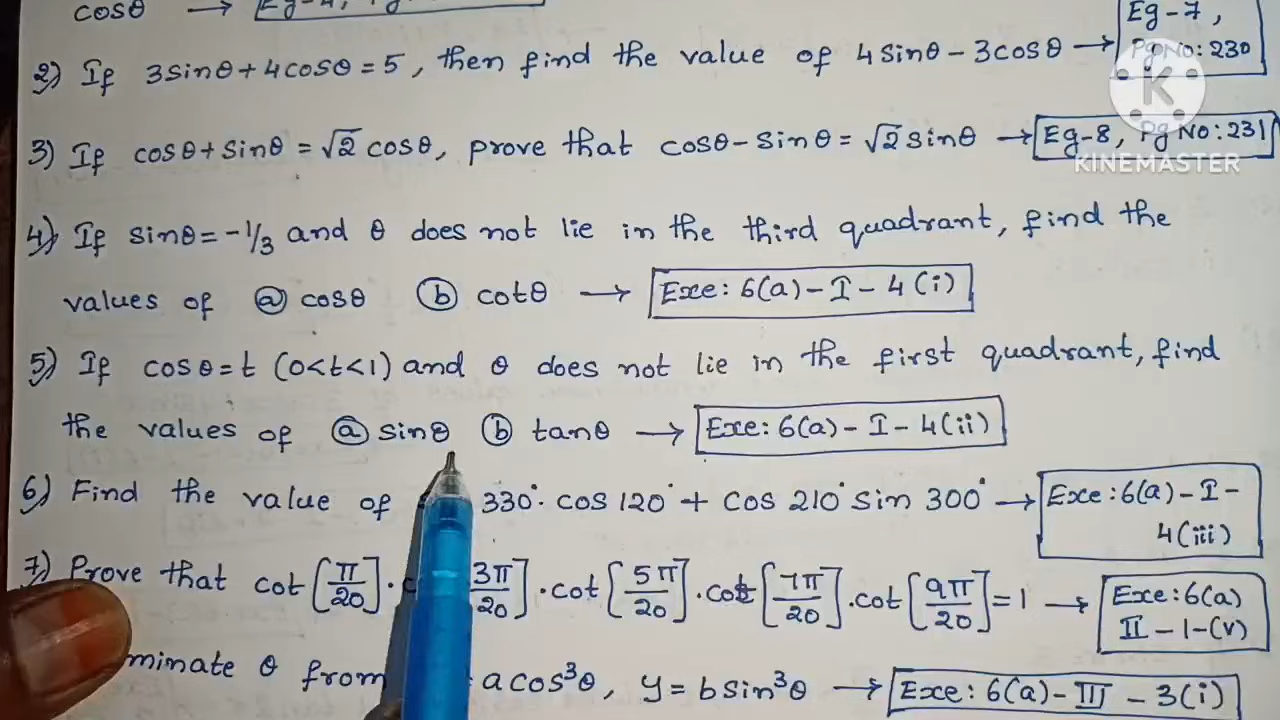 cosθ →
Eg-7,
Pg No: 230
2) If 3sinθ+4cosθ=5, then find the value of 4sinθ-3cosθ →
3) If cosθ+sinθ=√2cosθ, prove that cosθ-sinθ=√2sinθ → Eg-8, Pg No: 231
K
KINEMASTER
4) If sinθ=-1/3 and θ does not lie in the third quadrant, find the
values of (a) cosθ (b) cotθ → Exe: 6(a)-I-4(i)
5) If cosθ=t (0<t<1) and θ does not lie in the first quadrant, find
the values of (a) sinθ (b) tanθ → Exe: 6(a)-I-4(ii)
6) Find the value of 330°. cos 120° + cos 210° sin 300° → Exe: 6(a)-I-
4(iii)
7) Prove that cot[π/20]. 3π/20].cot[5π/20].cot[7π/20].cot[9π/20]=1 → Exe: 6(a)
II-1-(v)
θ from acos³θ, y=bsin³θ → Exe: 6(a)-III-3(i)